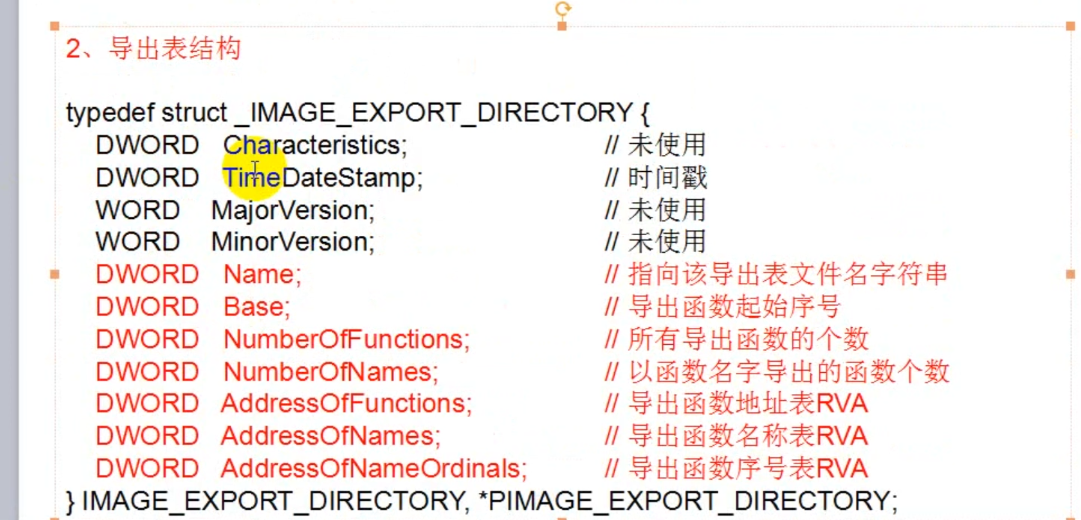 2、导出表结构
typedef struct _IMAGE_EXPORT_DIRECTORY {
DWORD Characteristics; // 未使用
DWORD TimeDateStamp; // 时间戳
WORD MajorVersion; // 未使用
WORD MinorVersion; // 未使用
DWORD Name; // 指向该导出表文件名字符串
DWORD Base; // 导出函数起始序号
DWORD NumberOfFunctions; // 所有导出函数的个数
DWORD NumberOfNames; // 以函数名字导出的函数个数
DWORD AddressOfFunctions; // 导出函数地址表RVA
DWORD AddressOfNames; // 导出函数名称表RVA
DWORD AddressOfNameOrdinals; // 导出函数序号表RVA
} IMAGE_EXPORT_DIRECTORY, *PIMAGE_EXPORT_DIRECTORY;